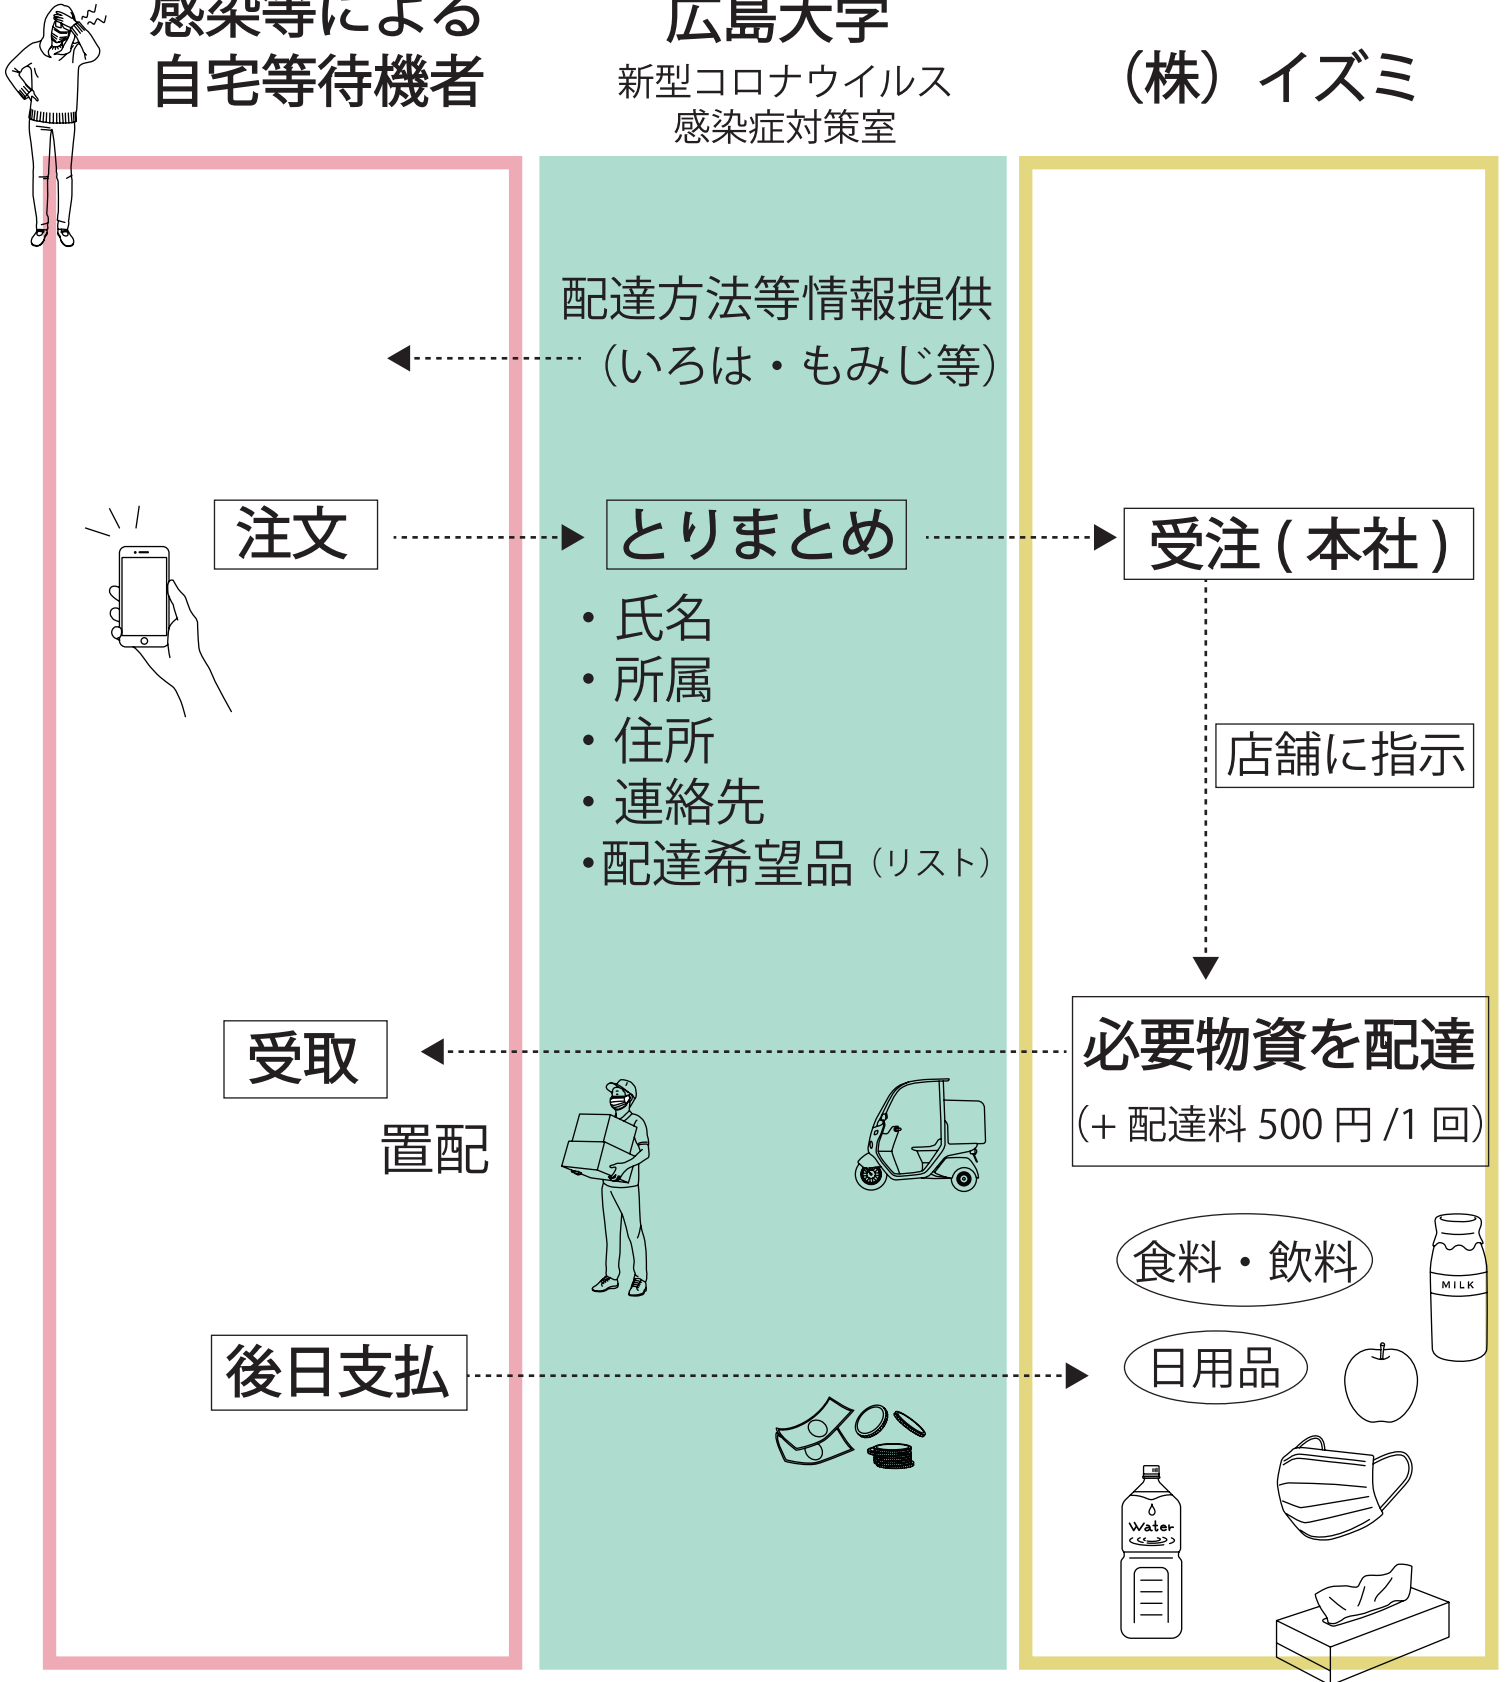 感染等による
自宅等待機者
広島大学
新型コロナウイルス
感染症対策室
（株）イズミ
配達方法等情報提供
（いろは・もみじ等）
注文
とりまとめ
受注 ( 本社 )
・氏名
・所属
・住所
・連絡先
・配達希望品（リスト）
店舗に指示
受取
置配
必要物資を配達
（+ 配達料 500 円 /1 回）
食料・飲料
MILK
後日支払
日用品
Water